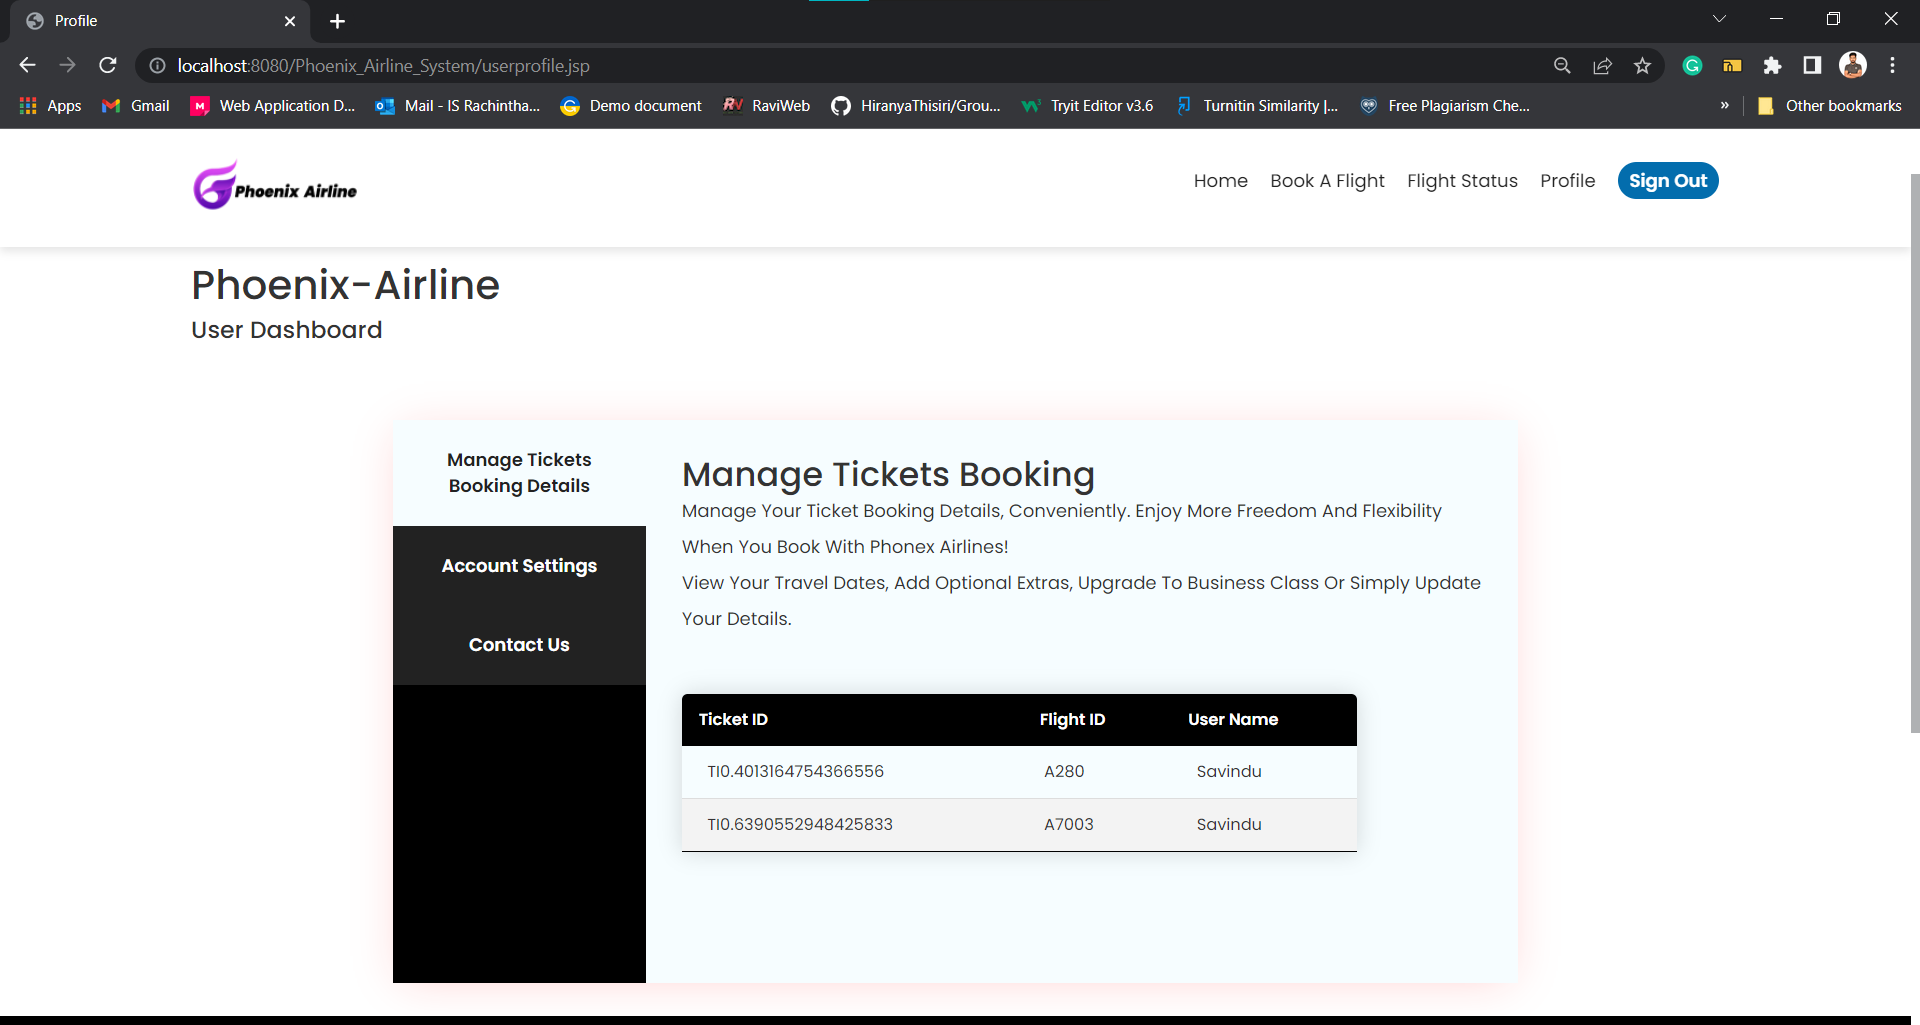 Profile
localhost:8080/Phoenix_Airline_System/userprofile.jsp
Apps Gmail Web Application D... Mail - IS Rachintha... Demo document RaviWeb HiranyaThisiri/Grou... Tryit Editor v3.6 Turnitin Similarity |... Free Plagiarism Che... » Other bookmarks
Phoenix Airline
Home Book A Flight Flight Status Profile Sign Out
Phoenix-Airline
User Dashboard
Manage Tickets
Booking Details
Account Settings
Contact Us
Manage Tickets Booking
Manage Your Ticket Booking Details, Conveniently. Enjoy More Freedom And Flexibility
When You Book With Phonex Airlines!
View Your Travel Dates, Add Optional Extras, Upgrade To Business Class Or Simply Update
Your Details.
Ticket ID Flight ID User Name
TI0.4013164754366556 A280 Savindu
TI0.6390552948425833 A7003 Savindu